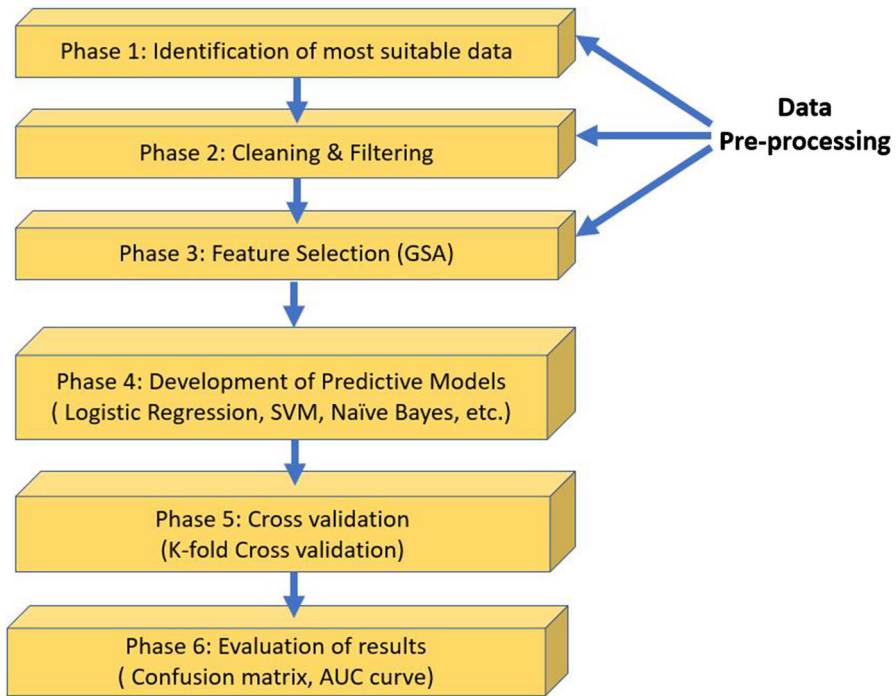 Phase 1: Identification of most suitable data
Data
Pre-processing
Phase 2: Cleaning & Filtering
Phase 3: Feature Selection (GSA)
Phase 4: Development of Predictive Models
( Logistic Regression, SVM, Naïve Bayes, etc.)
Phase 5: Cross validation
(K-fold Cross validation)
Phase 6: Evaluation of results
( Confusion matrix, AUC curve)